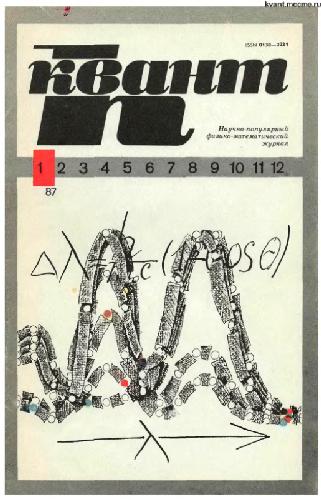 kvant.mccme.ru
ISSN 0130—2221
квант
Научно-популярный
физико-математический
журнал
1 2 3 4 5 6 7 8 9 10 11 12
87
λ